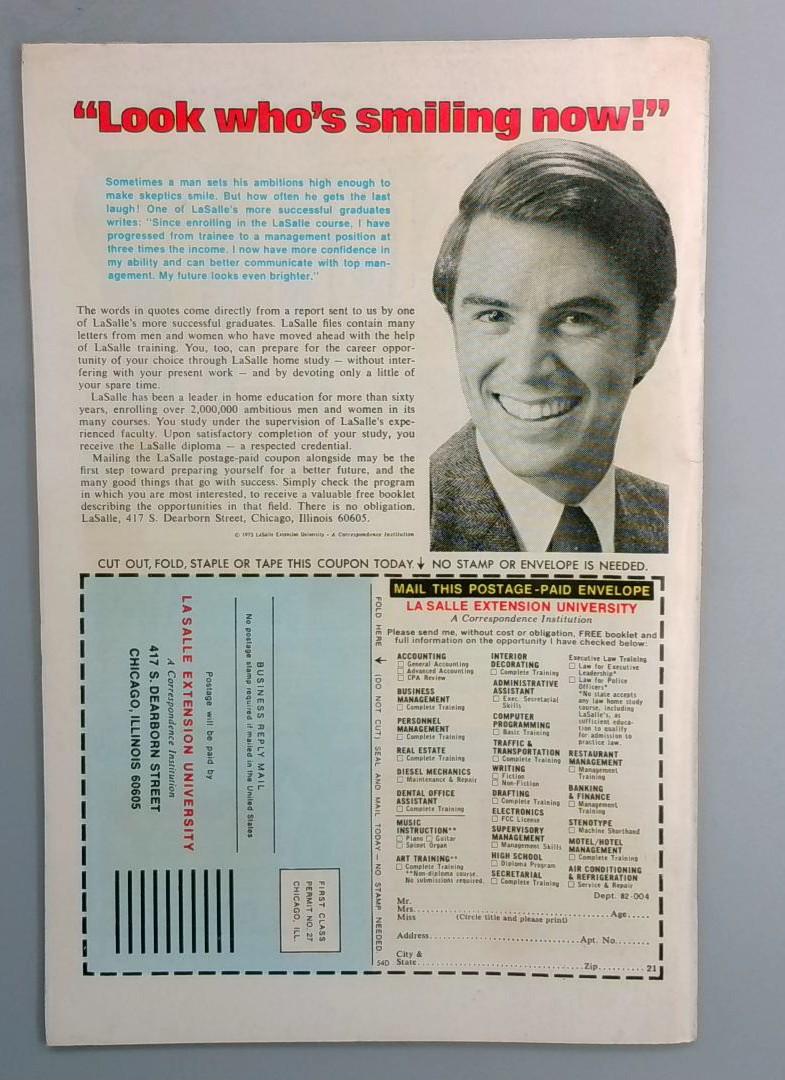 “Look who’s smiling now!”
Sometimes a man sets his ambitions high enough to
make skeptics smile. But how often he gets the last
laugh! One of LaSalle's more successful graduates
writes: "Since enrolling in the LaSalle course, I have
progressed from trainee to a management position at
three times the income. I now have more confidence in
my ability and can better communicate with top man-
agement. My future looks even brighter."
The words in quotes come directly from a report sent to us by one
of LaSalle's more successful graduates. LaSalle files contain many
letters from men and women who have moved ahead with the help
of LaSalle training. You, too, can prepare for the career oppor-
tunity of your choice through LaSalle home study — without inter-
fering with your present work — and by devoting only a little of
your spare time.
LaSalle has been a leader in home education for more than sixty
years, enrolling over 2,000,000 ambitious men and women in its
many courses. You study under the supervision of LaSalle's expe-
rienced faculty. Upon satisfactory completion of your study, you
receive the LaSalle diploma — a respected credential.
Mailing the LaSalle postage-paid coupon alongside may be the
first step toward preparing yourself for a better future, and the
many good things that go with success. Simply check the program
in which you are most interested, to receive a valuable free booklet
describing the opportunities in that field. There is no obligation.
LaSalle, 417 S. Dearborn Street, Chicago, Illinois 60605.
© 1975 LaSalle Extension University - A Correspondence Institution
CUT OUT, FOLD, STAPLE OR TAPE THIS COUPON TODAY. ↓ NO STAMP OR ENVELOPE IS NEEDED.
FIRST CLASS
PERMIT NO. 27
CHICAGO, ILL.
BUSINESS REPLY MAIL
No postage stamp required if mailed in the United States
Postage will be paid by
LA SALLE EXTENSION UNIVERSITY
A Correspondence Institution
417 S. DEARBORN STREET
CHICAGO, ILLINOIS 60605
FOLD HERE (DO NOT CUT) SEAL AND MAIL TODAY — NO STAMP NEEDED
54D
MAIL THIS POSTAGE-PAID ENVELOPE
LA SALLE EXTENSION UNIVERSITY
A Correspondence Institution
Please send me, without cost or obligation, FREE booklet and
full information on the opportunity I have checked below:
ACCOUNTING
□ General Accounting
□ Advanced Accounting
□ CPA Review
BUSINESS
MANAGEMENT
□ Complete Training
PERSONNEL
MANAGEMENT
□ Complete Training
REAL ESTATE
□ Complete Training
DIESEL MECHANICS
□ Maintenance & Repair
DENTAL OFFICE
ASSISTANT
□ Complete Training
MUSIC
INSTRUCTION**
□ Piano □ Guitar
□ Spinet Organ
ART TRAINING**
□ Complete Training
**Non-diploma course.
No submissions required.
INTERIOR
DECORATING
□ Complete Training
ADMINISTRATIVE
ASSISTANT
□ Exec. Secretarial
Skills
COMPUTER
PROGRAMMING
□ Basic Training
TRAFFIC &
TRANSPORTATION
□ Complete Training
WRITING
□ Fiction
□ Non-Fiction
DRAFTING
□ Complete Training
ELECTRONICS
□ FCC License
SUPERVISORY
MANAGEMENT
□ Management Skills
HIGH SCHOOL
□ Diploma Program
SECRETARIAL
□ Complete Training
Executive Law Training
□ Law for Executive
Leadership*
□ Law for Police
Officers*
*No state accepts
any law home study
course, including
LaSalle's, as
sufficient educa-
tion to qualify
for admission to
practice law.
RESTAURANT
MANAGEMENT
□ Management
Training
BANKING
& FINANCE
□ Management
Training
STENOTYPE
□ Machine Shorthand
MOTEL/HOTEL
MANAGEMENT
□ Complete Training
AIR CONDITIONING
& REFRIGERATION
□ Service & Repair
Dept. 82-004
Mr.
Mrs. Age
Miss (Circle title and please print)
Address Apt. No.
City &
State Zip 21